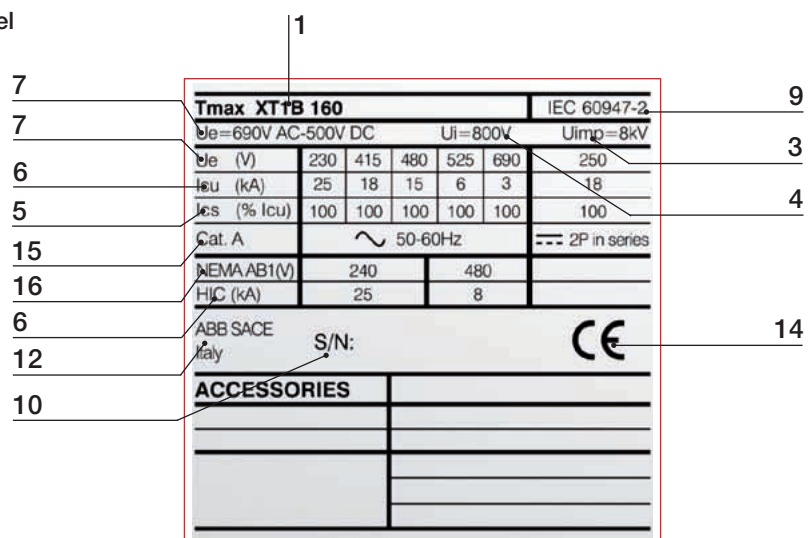 el
1
7
7
6
5
15
16
6
12
10
9
3
4
14
Tmax XT1B 160 IEC 60947-2
Ue=690V AC-500V DC Ui=800V Uimp=8kV
Ue (V) 230 415 480 525 690 250
Icu (kA) 25 18 15 6 3 18
Ics (% Icu) 100 100 100 100 100 100
Cat. A 50-60Hz 2P in series
NEMA AB1(V) 240 480
HIC (kA) 25 8
ABB SACE
Italy
S/N:
CE
ACCESSORIES